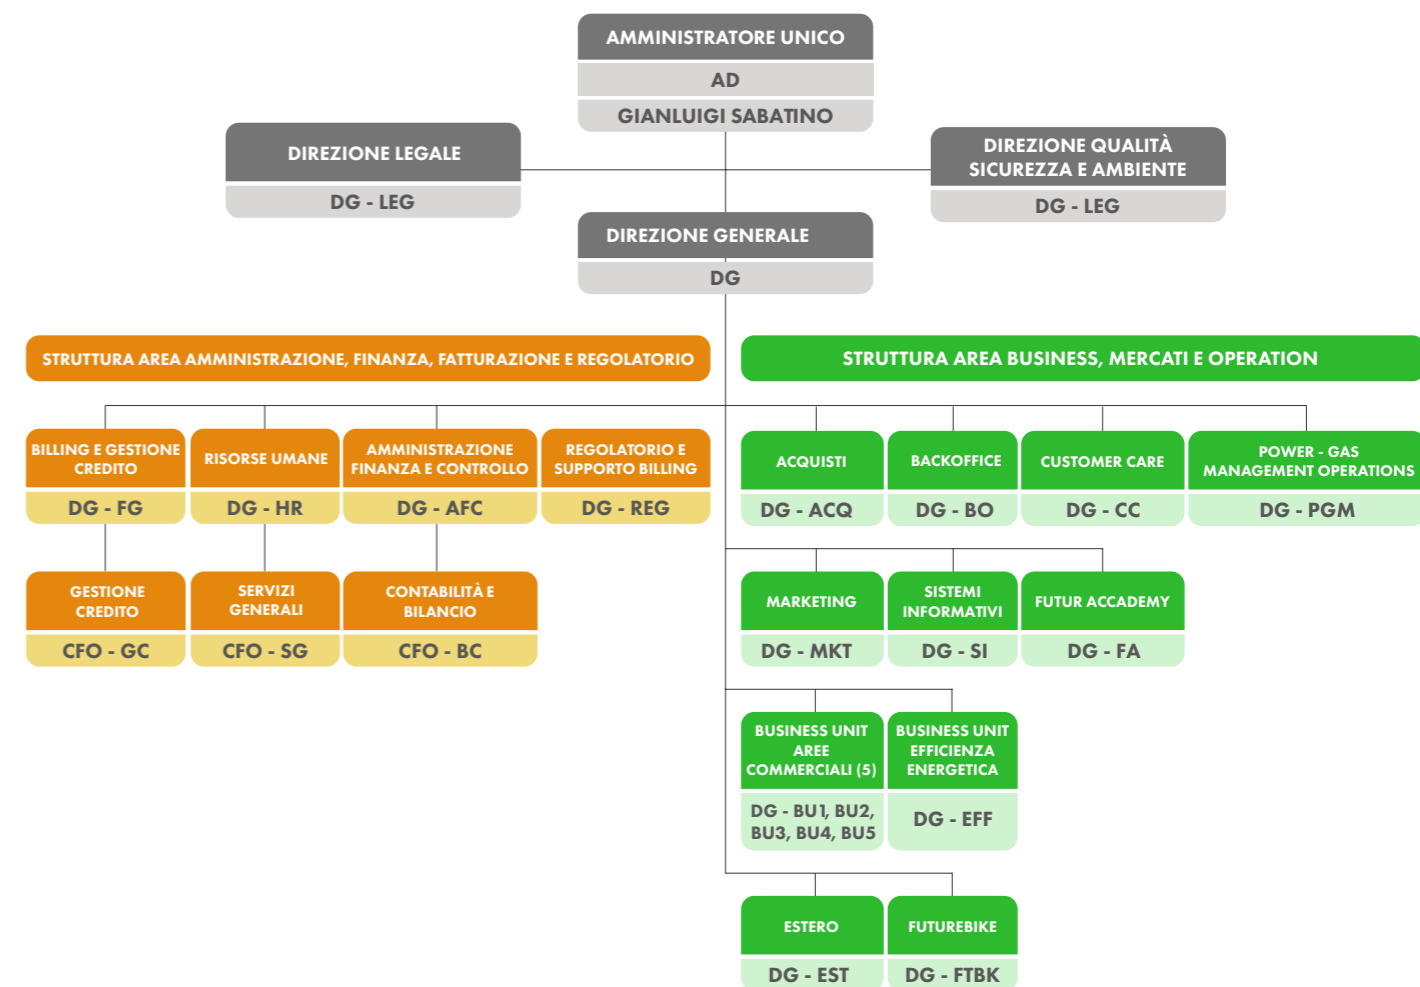 AMMINISTRATORE UNICO
AD
GIANLUIGI SABATINO
DIREZIONE LEGALE
DG - LEG
DIREZIONE QUALITÀ
SICUREZZA E AMBIENTE
DG - LEG
DIREZIONE GENERALE
DG
STRUTTURA AREA AMMINISTRAZIONE, FINANZA, FATTURAZIONE E REGOLATORIO
STRUTTURA AREA BUSINESS, MERCATI E OPERATION
BILLING E GESTIONE
CREDITO
DG - FG
RISORSE UMANE
DG - HR
AMMINISTRAZIONE
FINANZA E CONTROLLO
DG - AFC
REGOLATORIO E
SUPPORTO BILLING
DG - REG
ACQUISTI
DG - ACQ
BACKOFFICE
DG - BO
CUSTOMER CARE
DG - CC
POWER - GAS
MANAGEMENT OPERATIONS
DG - PGM
GESTIONE
CREDITO
CFO - GC
SERVIZI
GENERALI
CFO - SG
CONTABILITÀ E
BILANCIO
CFO - BC
MARKETING
DG - MKT
SISTEMI
INFORMATIVI
DG - SI
FUTUR ACCADEMY
DG - FA
BUSINESS UNIT
AREE
COMMERCIALI (5)
DG - BU1, BU2,
BU3, BU4, BU5
BUSINESS UNIT
EFFICIENZA
ENERGETICA
DG - EFF
ESTERO
DG - EST
FUTUREBIKE
DG - FTBK